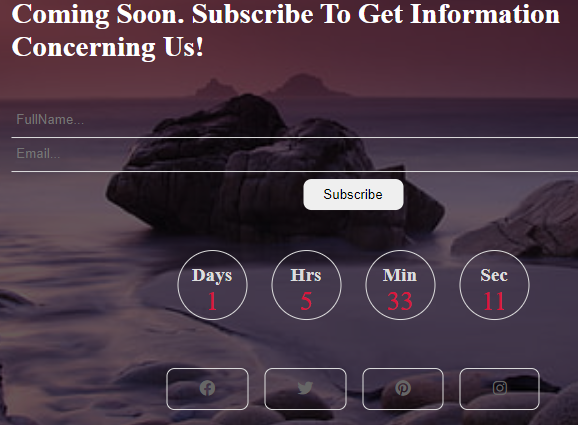 Coming Soon. Subscribe To Get Information
Concerning Us!
FullName...
Email...
Subscribe
Days Hrs Min Sec
1 5 33 11